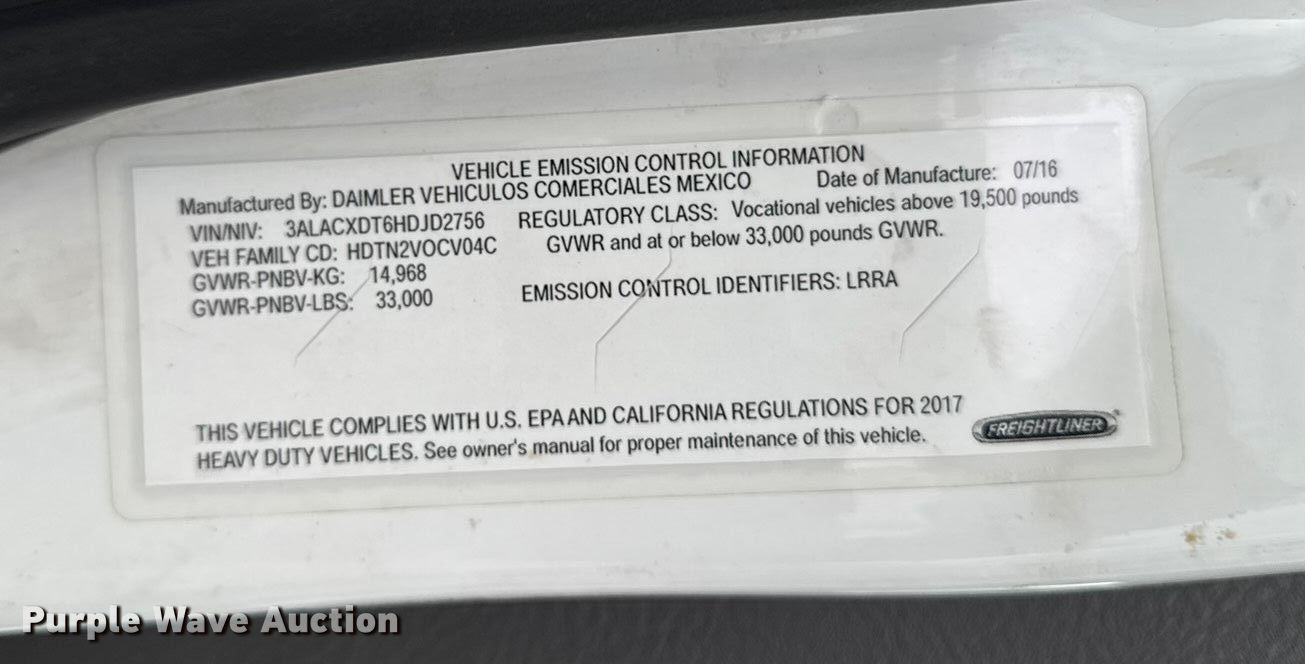 VEHICLE EMISSION CONTROL INFORMATION
Manufactured By: DAIMLER VEHICULOS COMERCIALES MEXICO Date of Manufacture: 07/16
VIN/NIV: 3ALACXDT6HDJD2756 REGULATORY CLASS: Vocational vehicles above 19,500 pounds
VEH FAMILY CD: HDTN2VOCV04C GVWR and at or below 33,000 pounds GVWR.
GVWR-PNBV-KG: 14,968
GVWR-PNBV-LBS: 33,000 EMISSION CONTROL IDENTIFIERS: LRRA
THIS VEHICLE COMPLIES WITH U.S. EPA AND CALIFORNIA REGULATIONS FOR 2017
HEAVY DUTY VEHICLES. See owner's manual for proper maintenance of this vehicle.
FREIGHTLINER
Purple Wave Auction